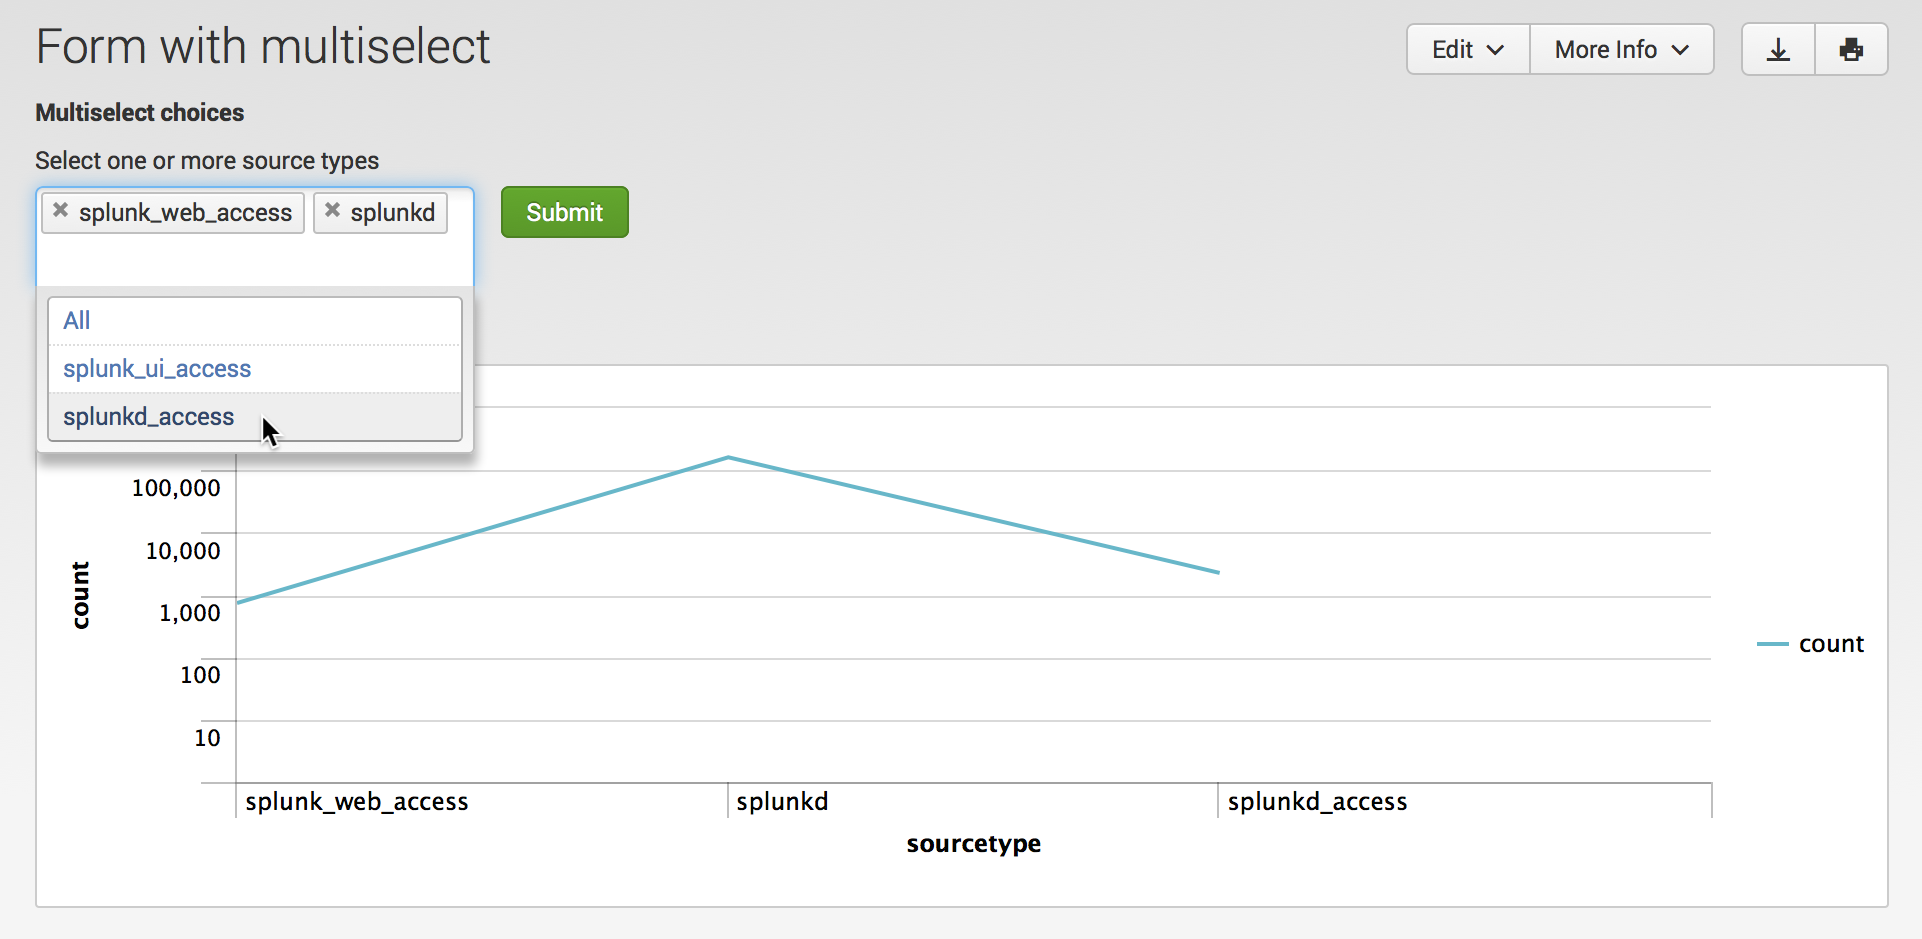 Form with multiselect
Edit
More Info
Multiselect choices
Select one or more source types
splunk_web_access
splunkd
Submit
All
splunk_ui_access
splunkd_access
100,000
10,000
1,000
100
10
count
count
splunk_web_access
splunkd
splunkd_access
sourcetype